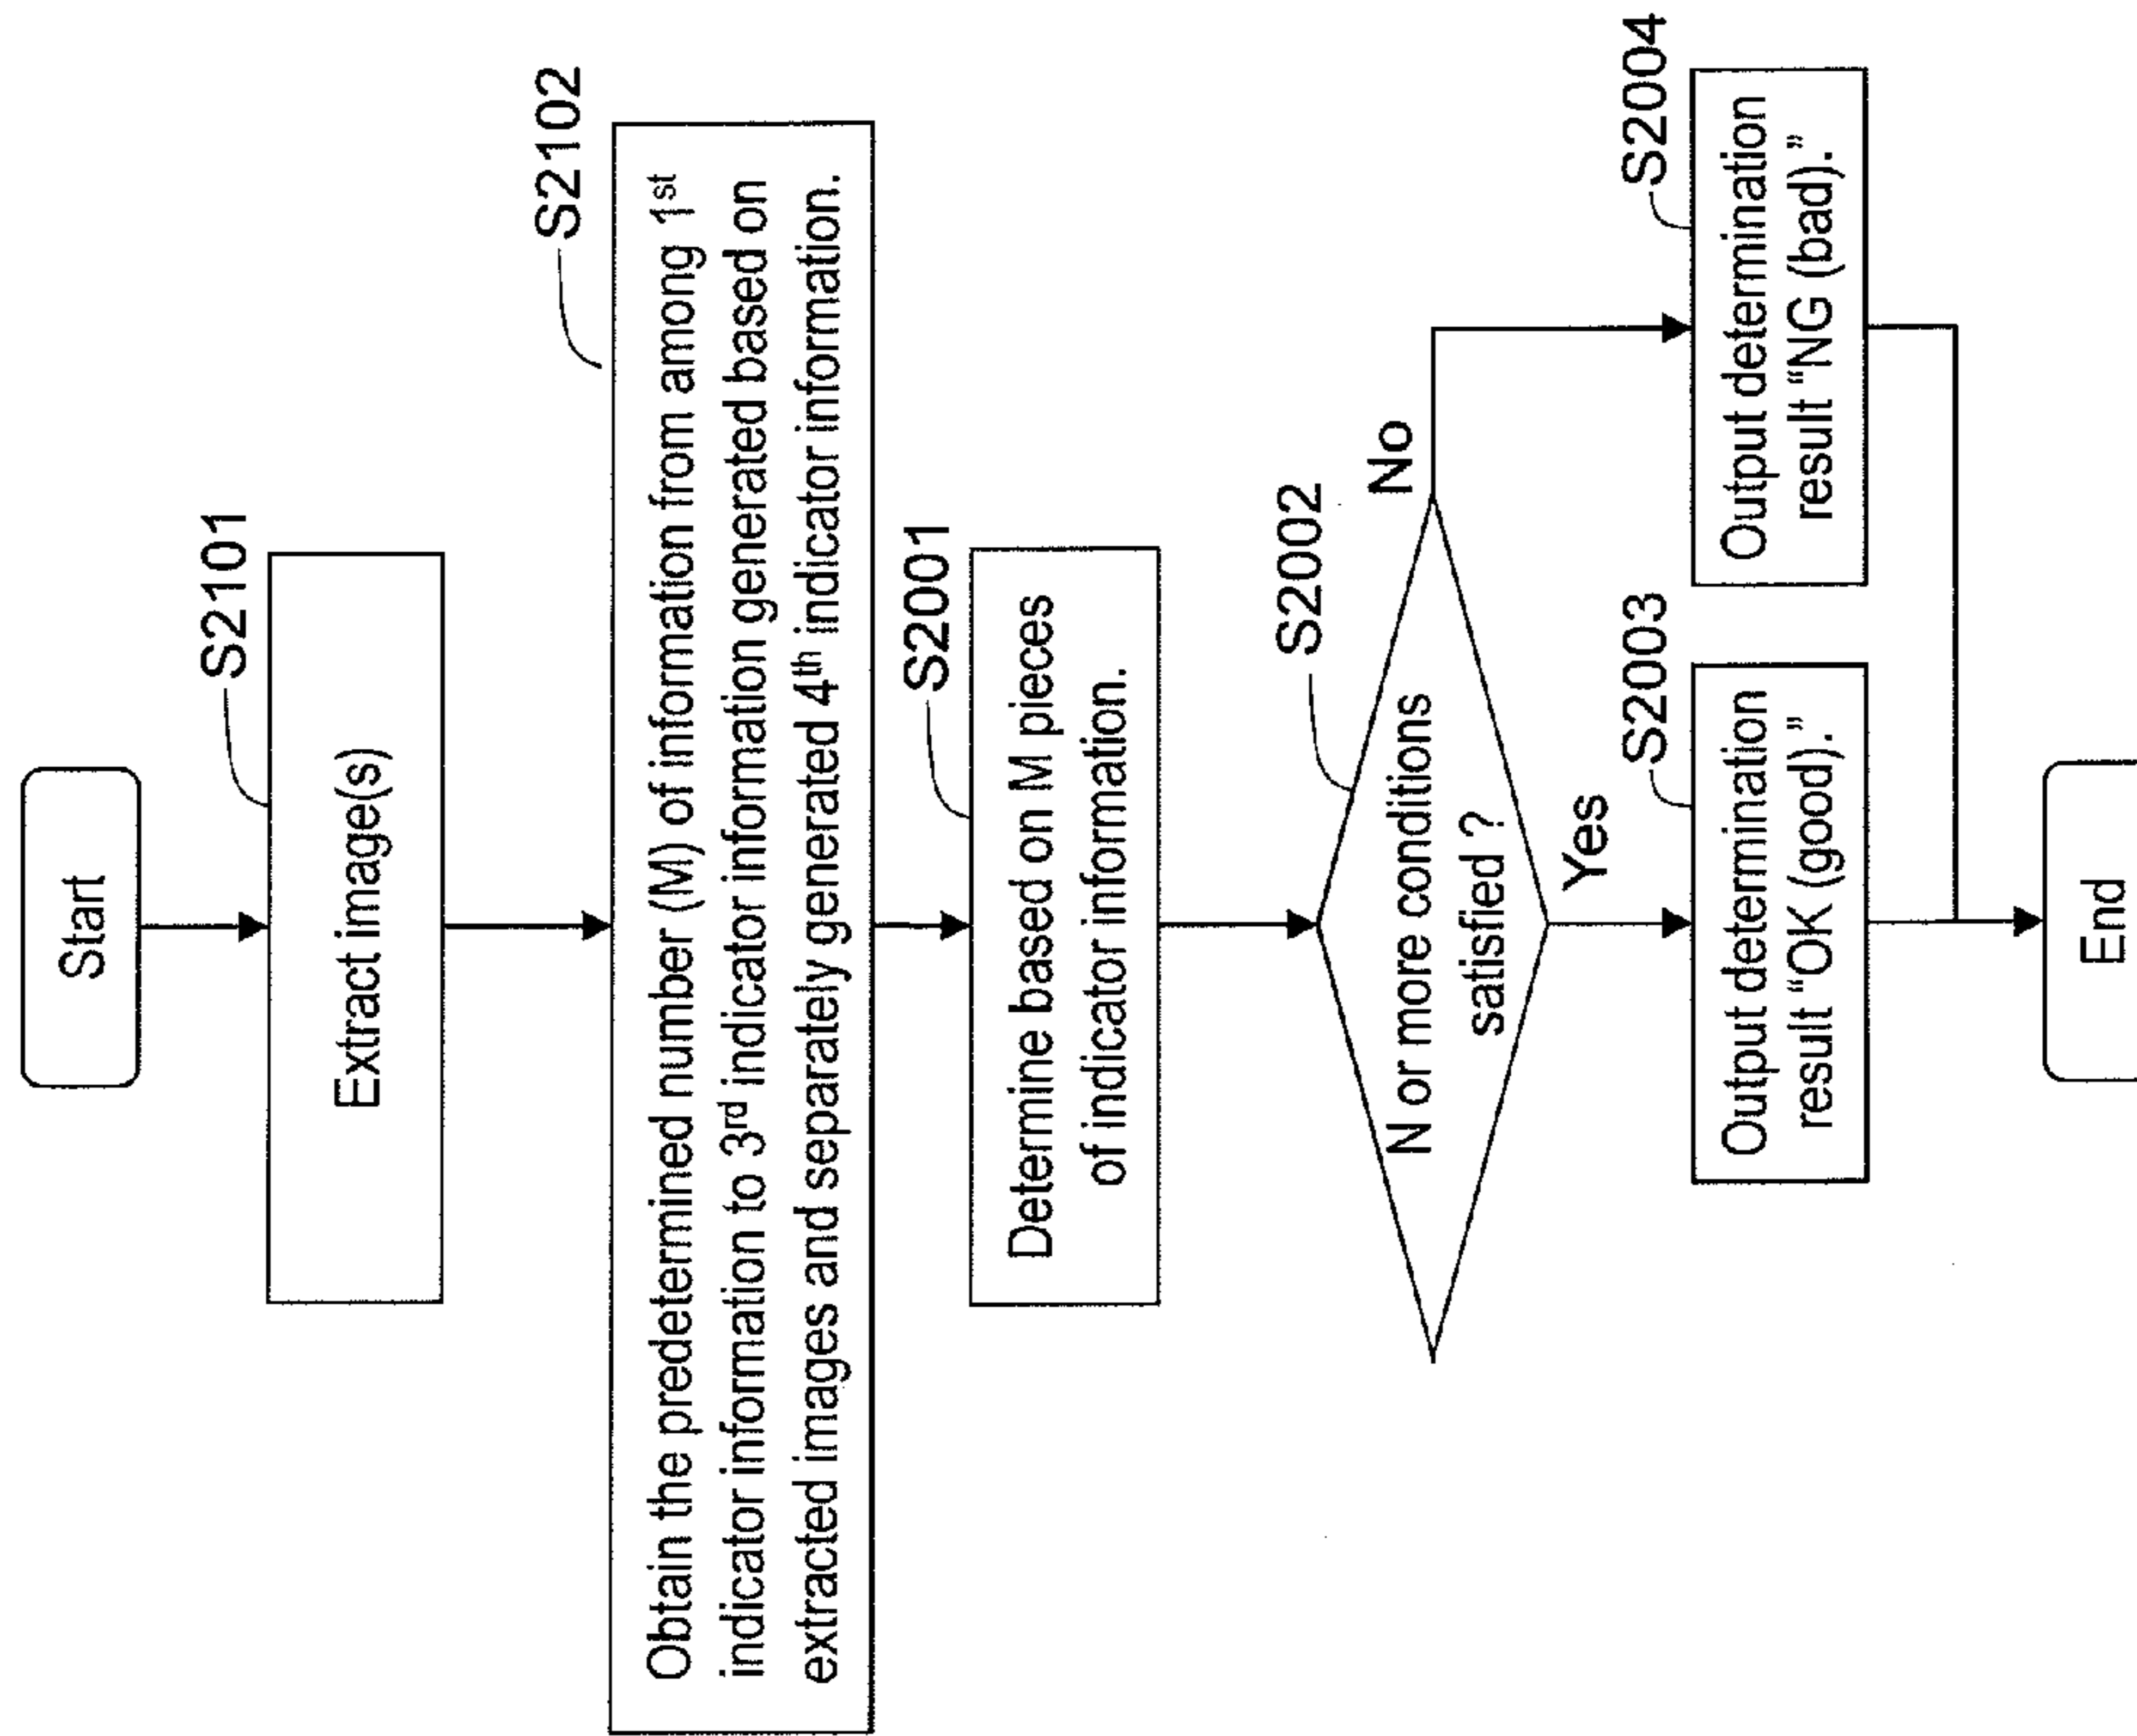 Start
S2101
Extract image(s)
S2102
Obtain the predetermined number (M) of information from among 1st
indicator information to 3rd indicator information generated based on
extracted images and separately generated 4th indicator information.
S2001
Determine based on M pieces
of indicator information.
S2002
N or more conditions
satisfied ?
No
Yes
S2003
Output determination
result “OK (good).”
S2004
Output determination
result “NG (bad).”
End